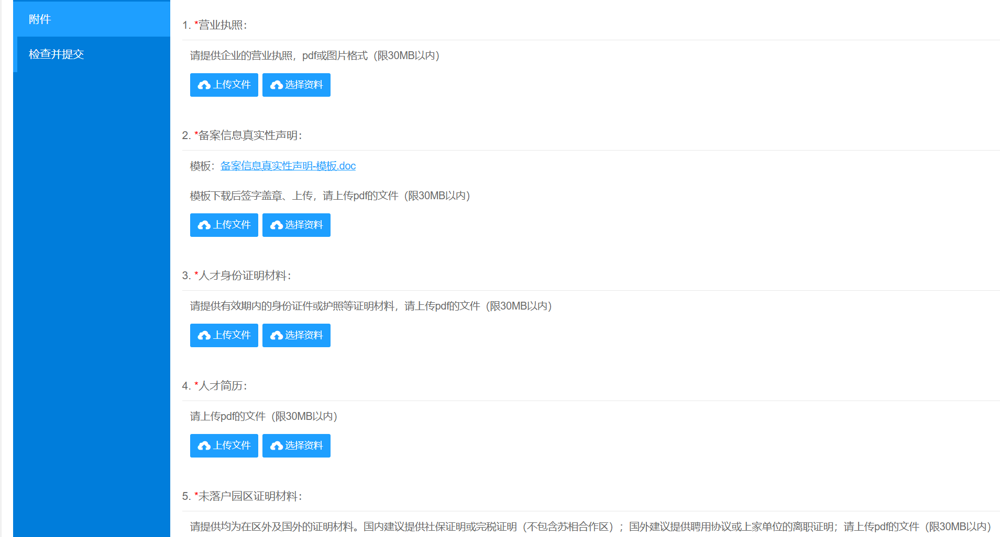 附件
检查并提交
1. *营业执照：
请提供企业的营业执照，pdf或图片格式（限30MB以内）
上传文件 选择资料
2. *备案信息真实性声明：
模板：备案信息真实性声明-模板.doc
模板下载后签字盖章、上传，请上传pdf的文件（限30MB以内）
上传文件 选择资料
3. *人才身份证明材料：
请提供有效期内的身份证件或护照等证明材料，请上传pdf的文件（限30MB以内）
上传文件 选择资料
4. *人才简历：
请上传pdf的文件（限30MB以内）
上传文件 选择资料
5. *未落户园区证明材料：
请提供均为在区外及国外的证明材料。国内建议提供社保证明或完税证明（不包含苏相合作区）；国外建议提供聘用协议或上家单位的离职证明；请上传pdf的文件（限30MB以内）